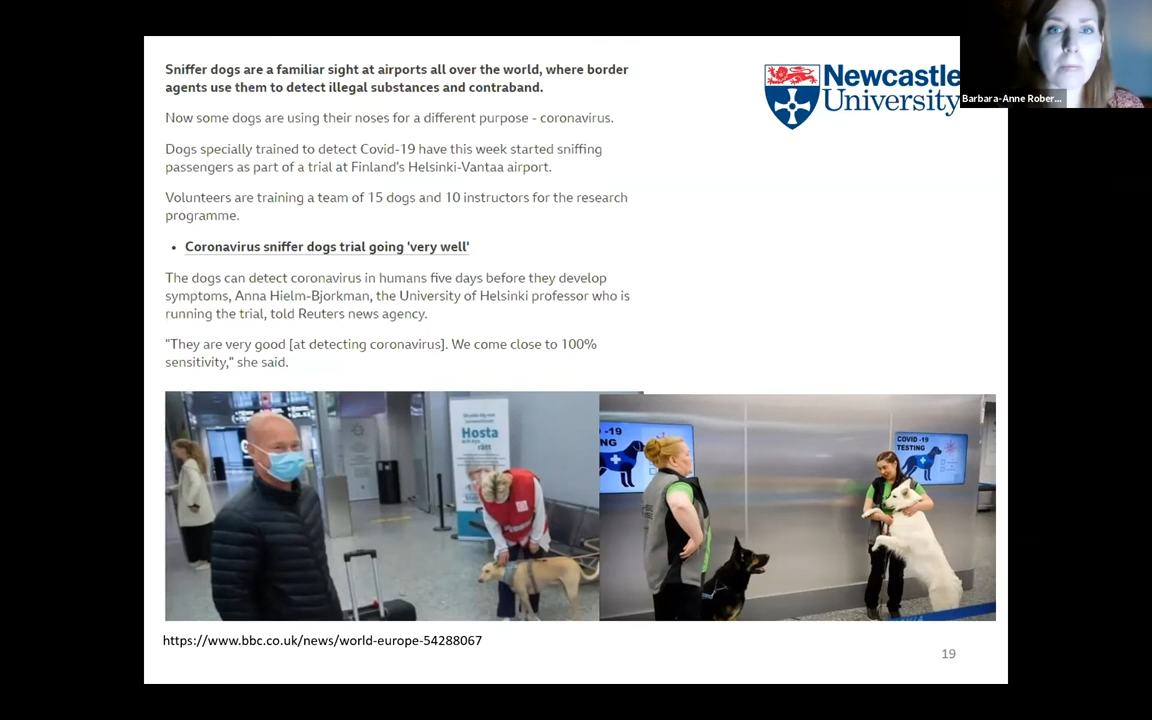 Sniffer dogs are a familiar sight at airports all over the world, where border
agents use them to detect illegal substances and contraband.
Now some dogs are using their noses for a different purpose - coronavirus.
Dogs specially trained to detect Covid-19 have this week started sniffing
passengers as part of a trial at Finland's Helsinki-Vantaa airport.
Volunteers are training a team of 15 dogs and 10 instructors for the research
programme.
• Coronavirus sniffer dogs trial going 'very well'
The dogs can detect coronavirus in humans five days before they develop
symptoms, Anna Hielm-Bjorkman, the University of Helsinki professor who is
running the trial, told Reuters news agency.
"They are very good [at detecting coronavirus]. We come close to 100%
sensitivity," she said.
Newcastle
University
Barbara-Anne Rober...
Hosta
rätt
-19
NG
COVID -19
TESTING
https://www.bbc.co.uk/news/world-europe-54288067
19